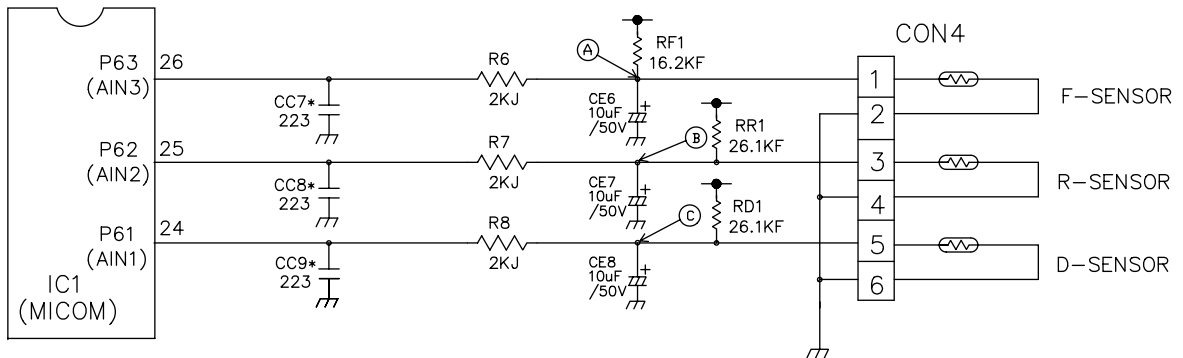 CON4
RF1
16.2KF
A
P63
26
(AIN3)
R6
2KJ
CC7*
223
CE6
10uF
/50V
+
1
F-SENSOR
2
RR1
26.1KF
B
P62
25
(AIN2)
R7
2KJ
CC8*
223
CE7
10uF
/50V
+
3
R-SENSOR
4
RD1
26.1KF
C
P61
24
(AIN1)
R8
2KJ
CC9*
223
CE8
10uF
/50V
+
5
D-SENSOR
6
IC1
(MICOM)